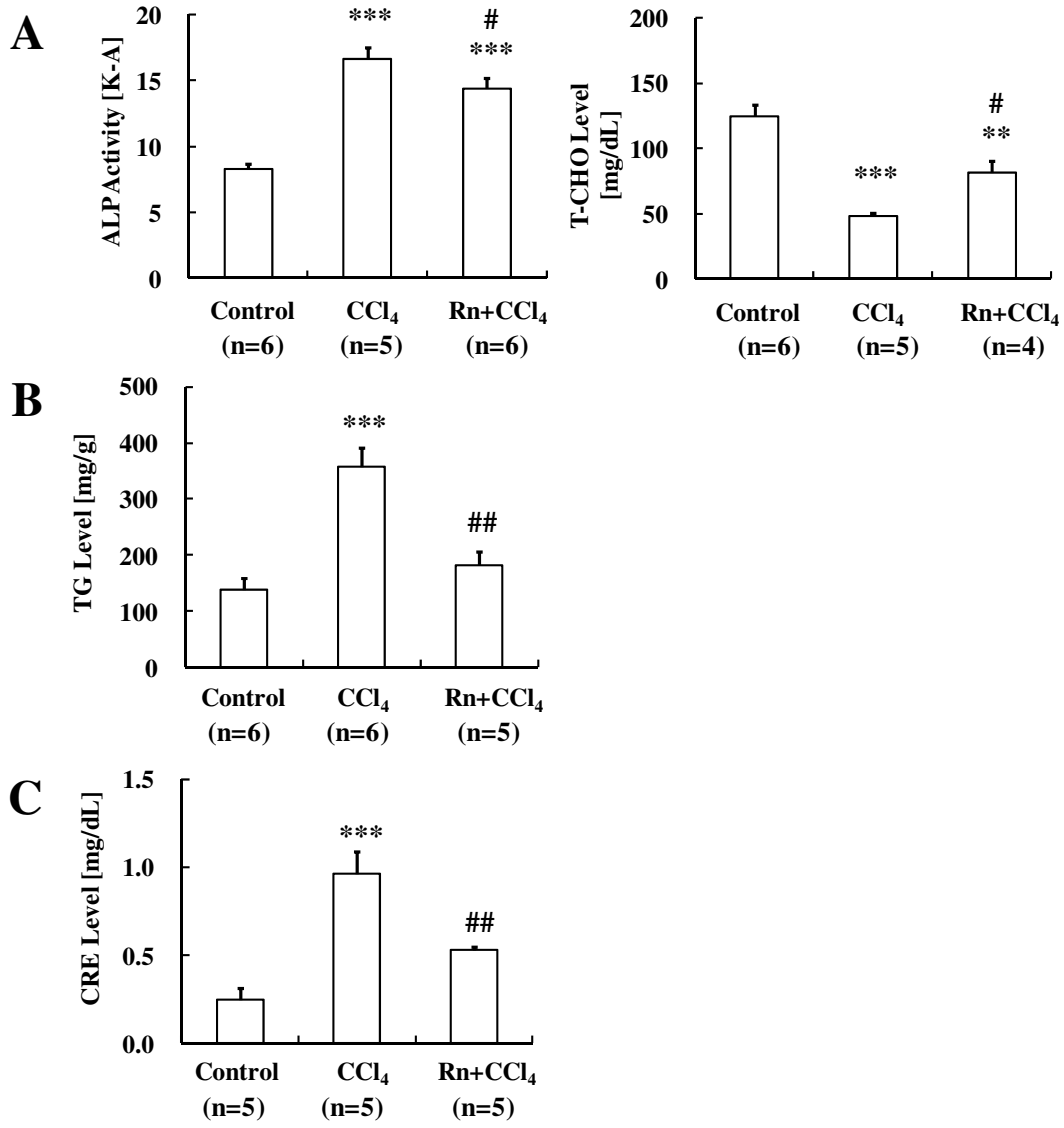 A
ALP Activity [K-A]
20
15
10
5
0
***
#
***
Control
CCl₄
Rn+CCl₄
(n=6)
(n=5)
(n=6)
T-CHO Level
[mg/dL]
200
150
100
50
0
***
#
**
Control
CCl₄
Rn+CCl₄
(n=6)
(n=5)
(n=4)
B
TG Level [mg/g]
500
400
300
200
100
0
***
##
Control
CCl₄
Rn+CCl₄
(n=6)
(n=6)
(n=5)
C
CRE Level [mg/dL]
1.5
1.0
0.5
0.0
***
##
Control
CCl₄
Rn+CCl₄
(n=5)
(n=5)
(n=5)